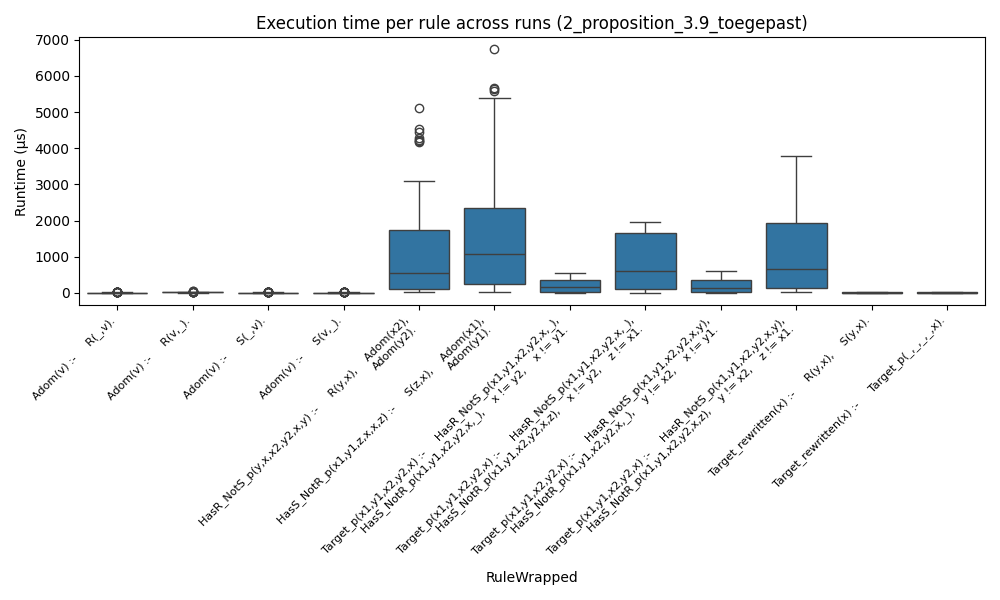 Execution time per rule across runs (2_proposition_3.9_toegepast)
Runtime (μs)
7000
6000
5000
4000
3000
2000
1000
0
Adom(v) :-    R(_,v).
Adom(v) :-    R(v,_).
Adom(v) :-    S(_,v).
Adom(v) :-    S(v,_).
HasR_NotS_p(y,x,x2,y2,x,y) :-    R(y,x),    Adom(x2),
Adom(y2).
HasS_NotR_p(x1,y1,z,x,x,z) :-    S(z,x),    Adom(x1),
Adom(y1).
Target_p(x1,y1,x2,y2,x) :-    HasR_NotS_p(x1,y1,x2,y2,x,_),
HasS_NotR_p(x1,y1,x2,y2,x,_),    x != y2,    x != y1.
Target_p(x1,y1,x2,y2,x) :-    HasR_NotS_p(x1,y1,x2,y2,x,_),
HasS_NotR_p(x1,y1,x2,y2,x,z),    x != y2,    z != x1.
Target_p(x1,y1,x2,y2,x) :-    HasR_NotS_p(x1,y1,x2,y2,x,y),
HasS_NotR_p(x1,y1,x2,y2,x,_),    y != x2,    x != y1.
Target_p(x1,y1,x2,y2,x) :-    HasR_NotS_p(x1,y1,x2,y2,x,y),
HasS_NotR_p(x1,y1,x2,y2,x,z),    y != x2,    z != x1.
Target_rewritten(x) :-    R(y,x),    S(y,x).
Target_rewritten(x) :-    Target_p(_,_,_,_,x).
RuleWrapped